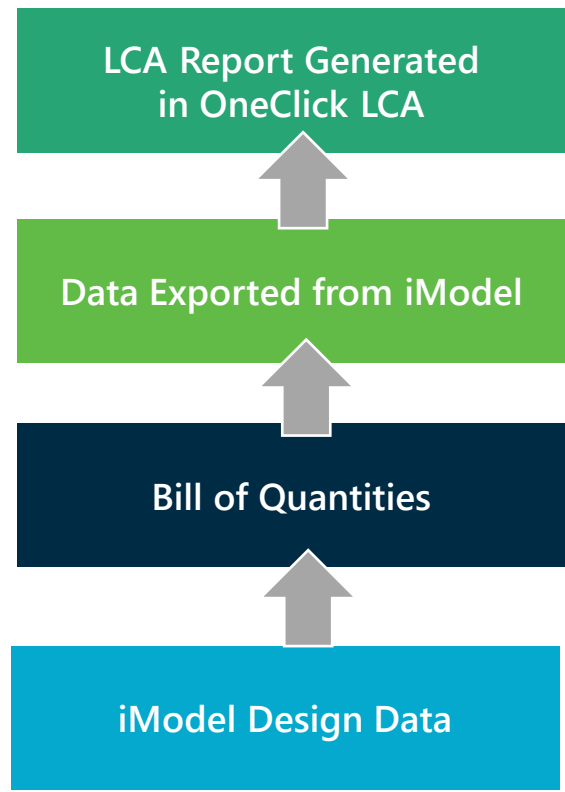 LCA Report Generated
in OneClick LCA
Data Exported from iModel
Bill of Quantities
iModel Design Data